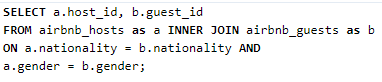 SELECT a.host_id, b.guest_id
FROM airbnb_hosts as a INNER JOIN airbnb_guests as b
ON a.nationality = b.nationality AND
a.gender = b.gender;